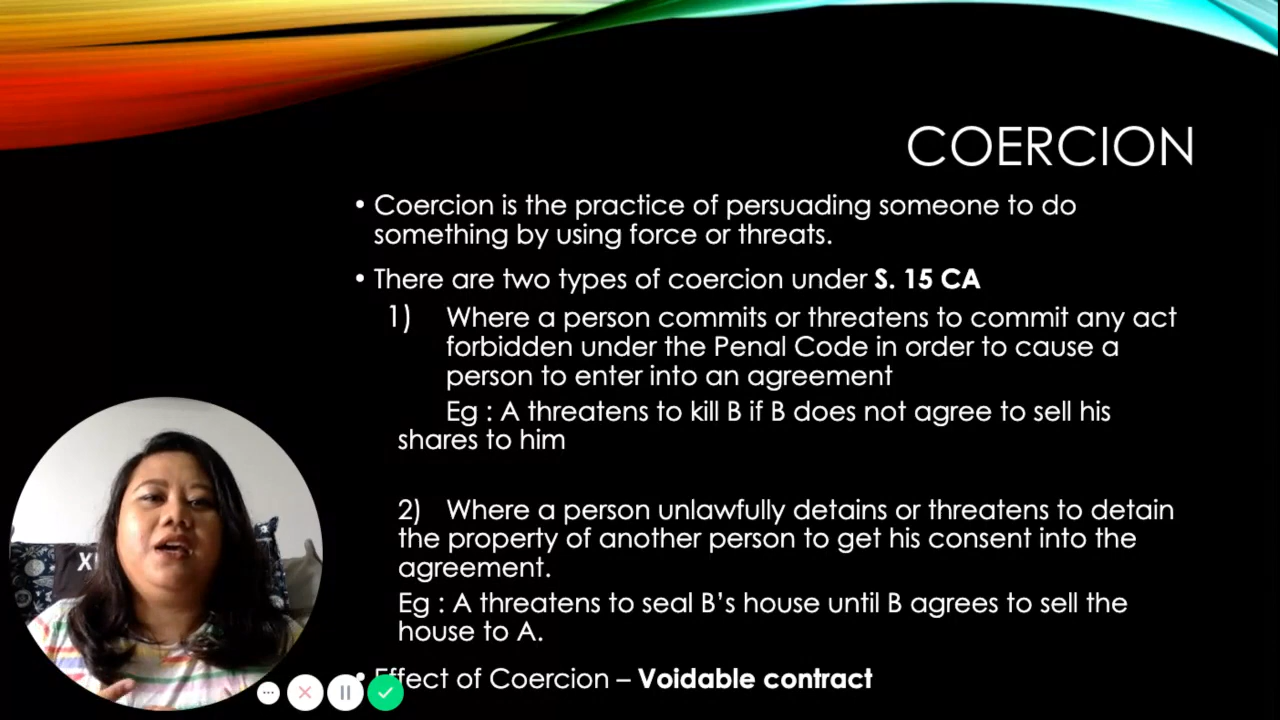 COERCION
• Coercion is the practice of persuading someone to do
something by using force or threats.
• There are two types of coercion under S. 15 CA
1) Where a person commits or threatens to commit any act
forbidden under the Penal Code in order to cause a
person to enter into an agreement
Eg : A threatens to kill B if B does not agree to sell his
shares to him
2) Where a person unlawfully detains or threatens to detain
the property of another person to get his consent into the
agreement.
Eg : A threatens to seal B’s house until B agrees to sell the
house to A.
• Effect of Coercion – Voidable contract